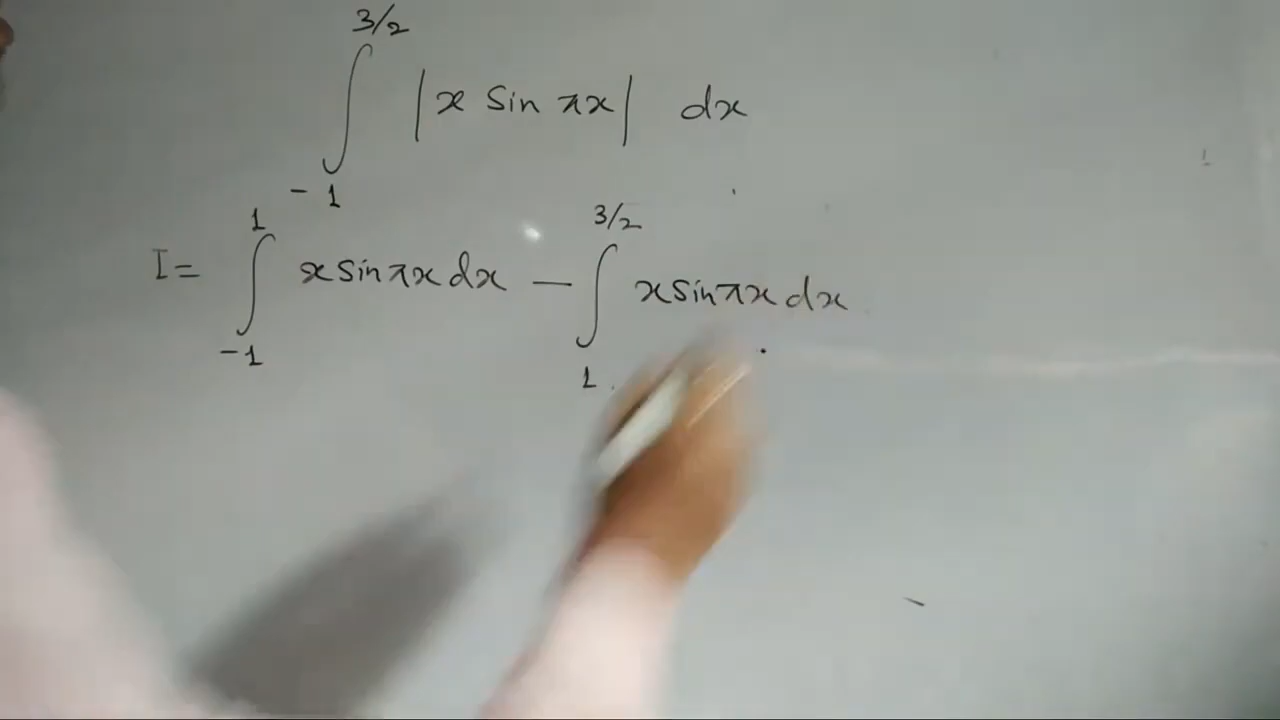 ∫_{-1}^{3/2} |x sin πx| dx
I = ∫_{-1}^{1} x sin πx dx — ∫_{1}^{3/2} x sin πx dx